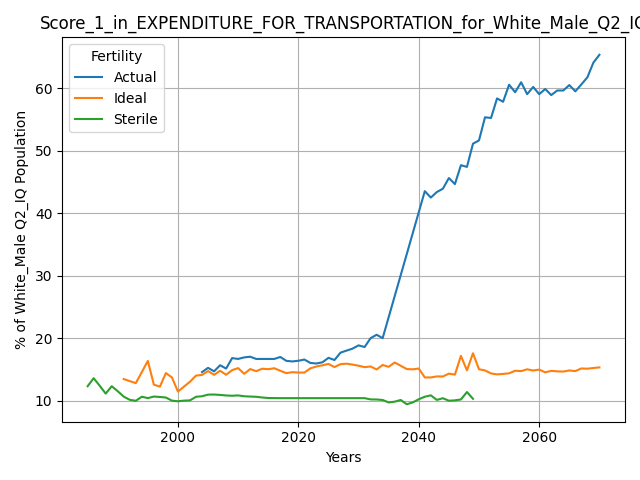 Score_1_in_EXPENDITURE_FOR_TRANSPORTATION_for_White_Male_Q2_IQ
Fertility
Actual
Ideal
Sterile
% of White_Male Q2_IQ Population
60
50
40
30
20
10
2000
2020
2040
2060
Years